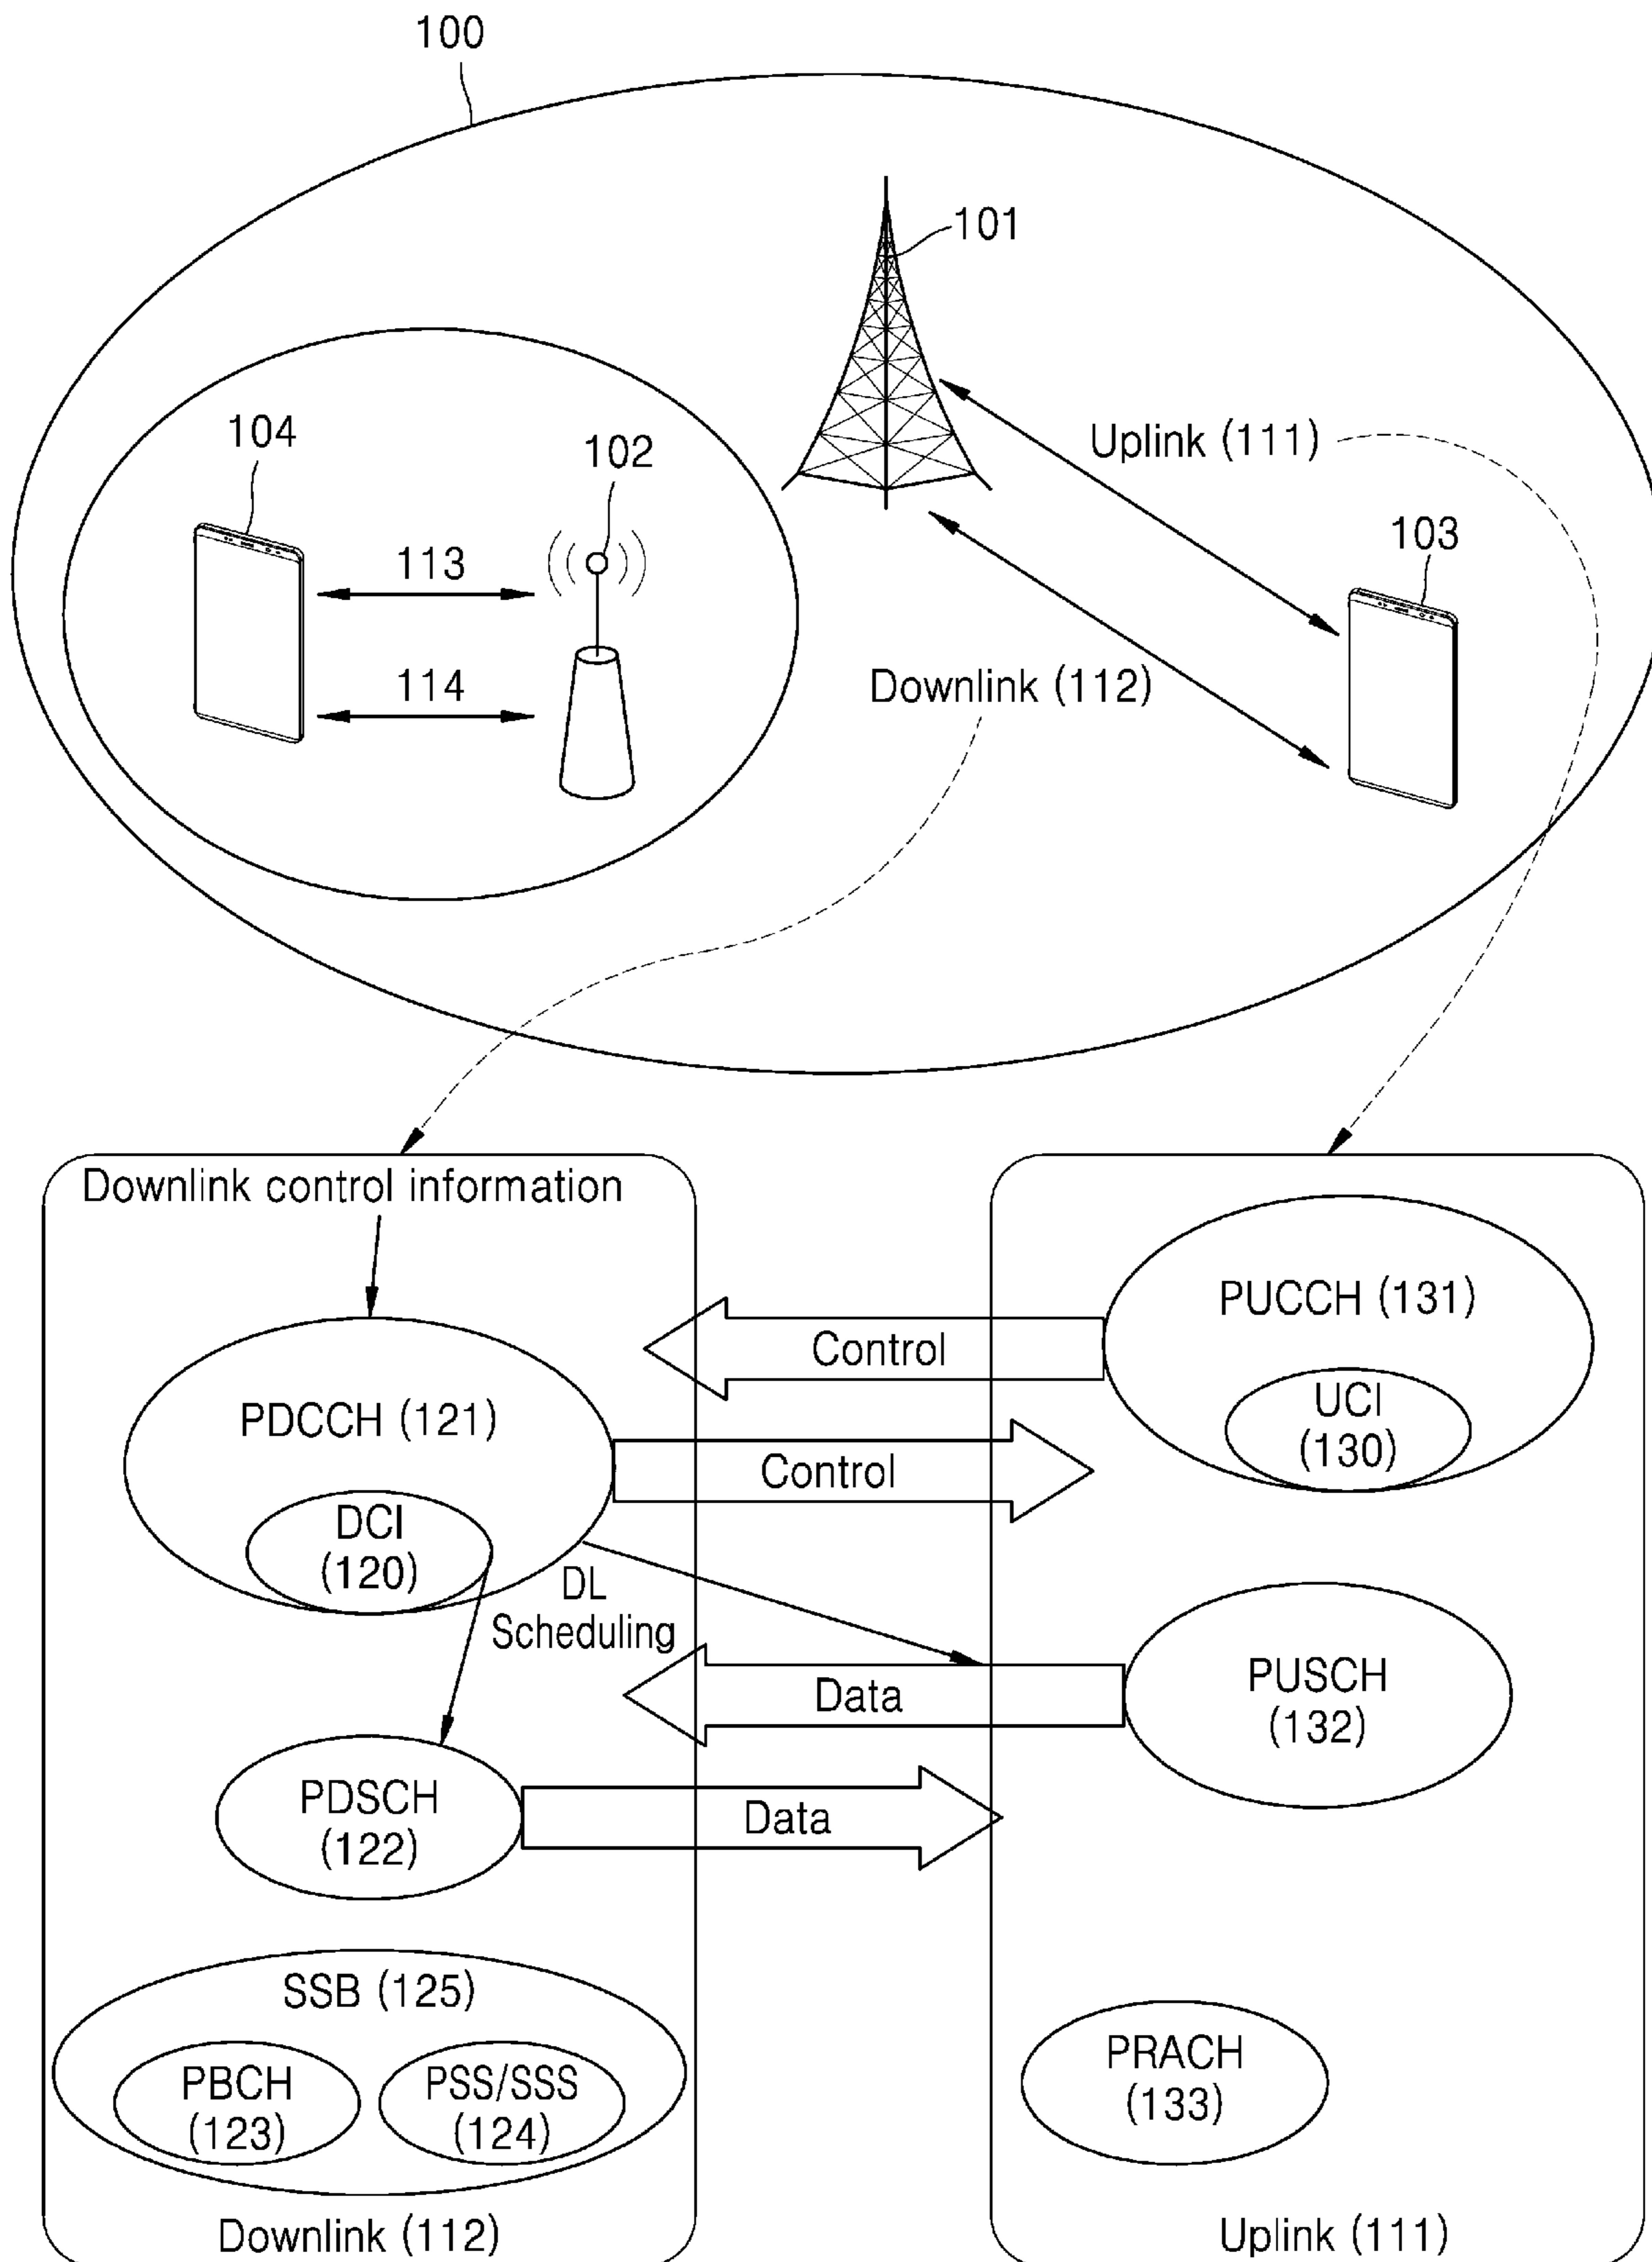 100
101
104
102
Uplink (111)
103
113
114
Downlink (112)
Downlink control information
PUCCH (131)
Control
UCI
(130)
PDCCH (121)
Control
DCI
(120)
DL
Scheduling
PUSCH
(132)
Data
PDSCH
(122)
Data
SSB (125)
PBCH
(123)
PSS/SSS
(124)
PRACH
(133)
Downlink (112)
Uplink (111)